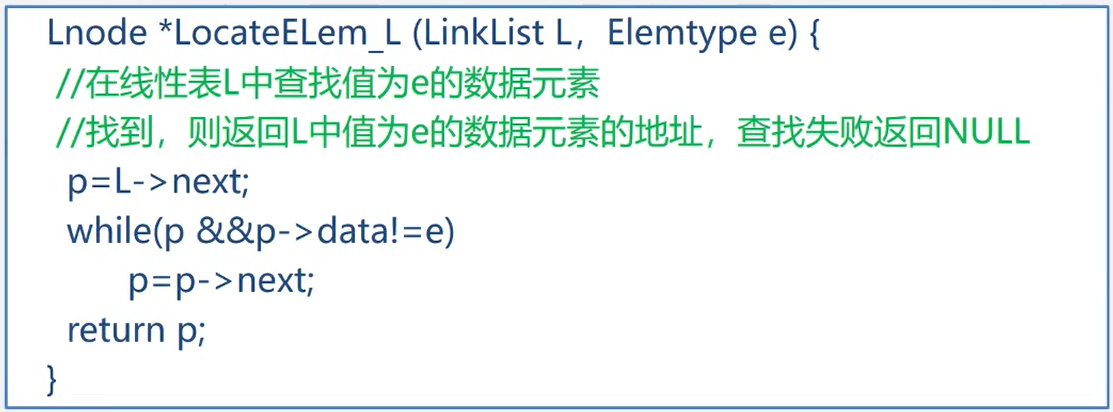 Lnode *LocateELem_L (LinkList L，Elemtype e) {
//在线性表L中查找值为e的数据元素
//找到，则返回L中值为e的数据元素的地址，查找失败返回NULL
p=L->next;
while(p &&p->data!=e)
p=p->next;
return p;
}